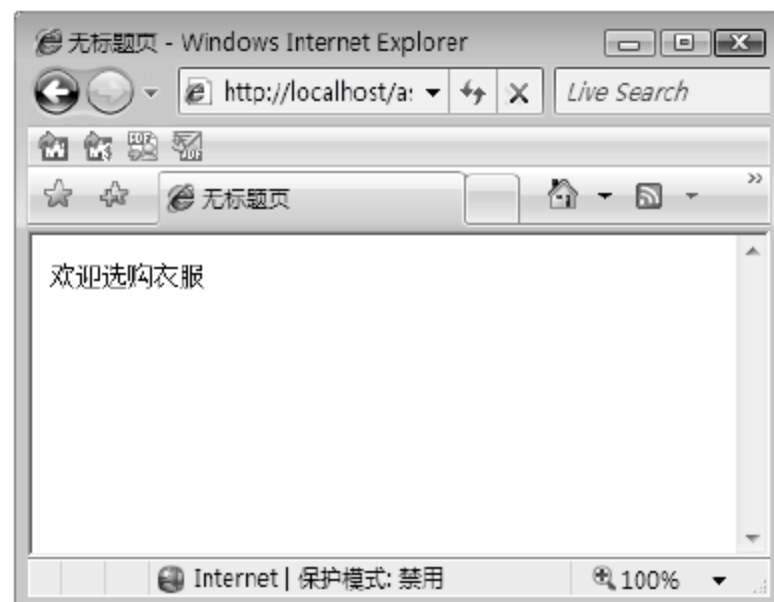 无标题页 - Windows Internet Explorer
http://localhost/a:
Live Search
无标题页
欢迎选购衣服
Internet | 保护模式: 禁用
100%